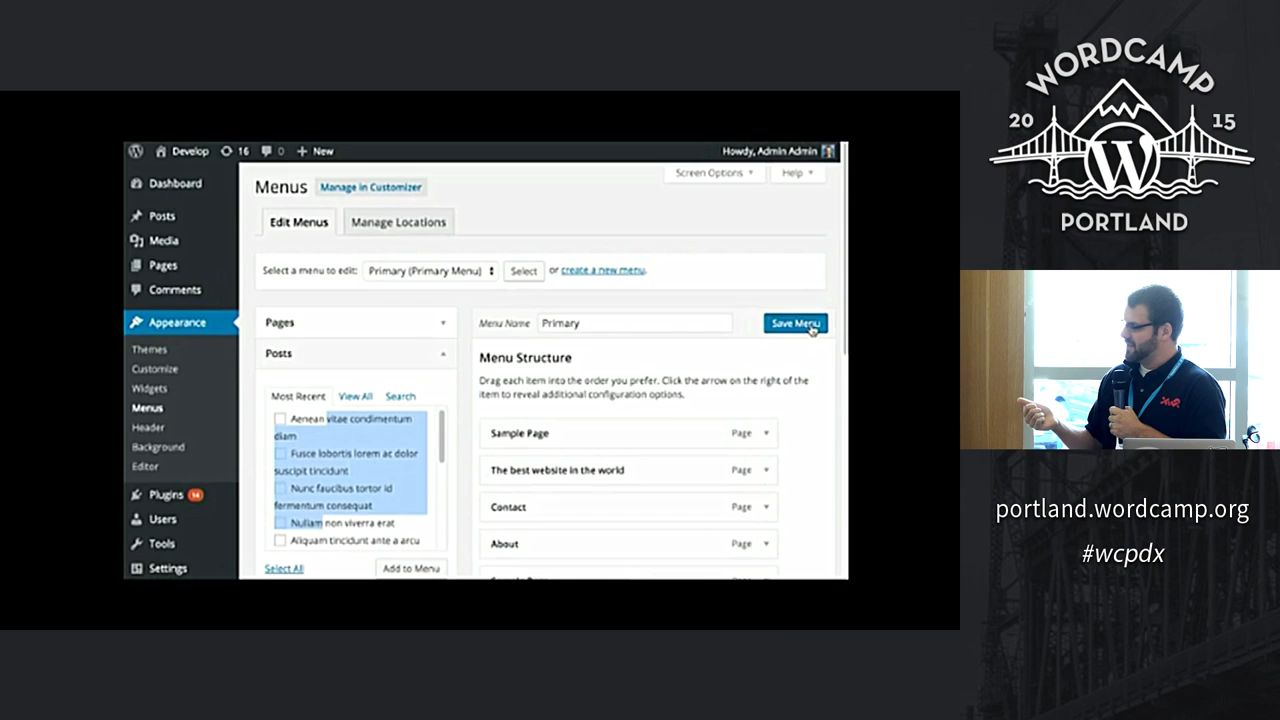 Develop 16 0 New
Howdy, Admin Admin
Dashboard
Posts
Media
Pages
Comments
Appearance
Themes
Customize
Widgets
Menus
Header
Background
Editor
Plugins 14
Users
Tools
Settings
Menus Manage in Customizer
Screen Options Help
Edit Menus Manage Locations
Select a menu to edit: Primary (Primary Menu) Select or create a new menu.
Pages
Posts
Most Recent View All Search
Aenean vitae condimentum
diam
Fusce lobortis lorem ac dolor
suscipit tincidunt
Nunc faucibus tortor id
fermentum consequat
Nullam non viverra erat
Aliquam tincidunt ante a arcu
Select All Add to Menu
Menu Name Primary Save Menu
Menu Structure
Drag each item into the order you prefer. Click the arrow on the right of the
item to reveal additional configuration options.
Sample Page Page
The best website in the world Page
Contact Page
About Page
WORDCAMP
20 15
W
PORTLAND
portland.wordcamp.org
#wcpdx